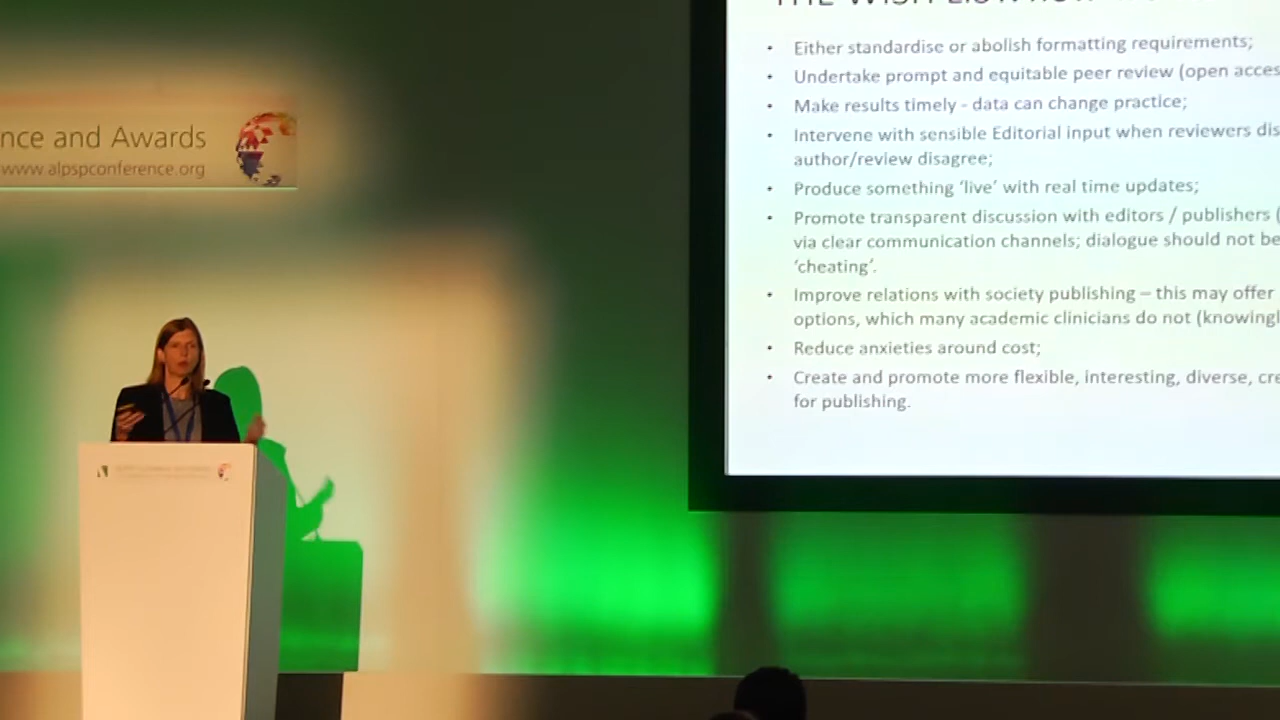 nce and Awards
www.alpspconference.org
THE WISH
Either standardise or abolish formatting requirements;
Undertake prompt and equitable peer review (open acces
Make results timely - data can change practice;
Intervene with sensible Editorial input when reviewers dis
author/review disagree;
Produce something ‘live’ with real time updates;
Promote transparent discussion with editors / publishers (
via clear communication channels; dialogue should not be
‘cheating’.
Improve relations with society publishing – this may offer
options, which many academic clinicians do not (knowingl
Reduce anxieties around cost;
Create and promote more flexible, interesting, diverse, cre
for publishing.